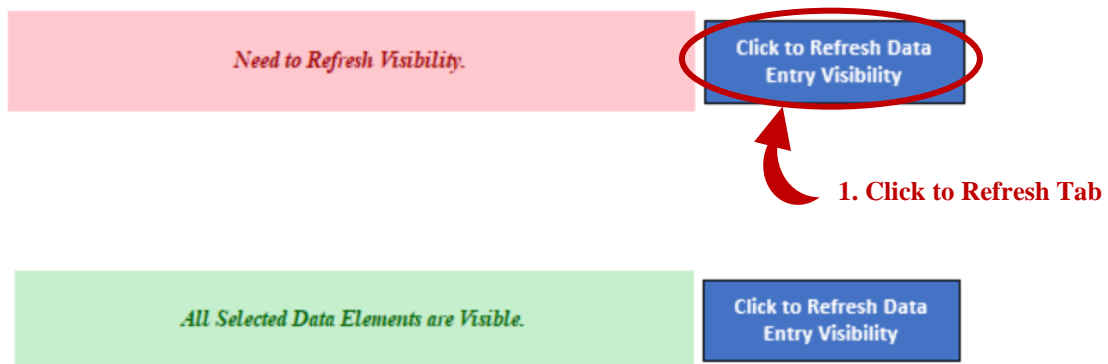 Need to Refresh Visibility.
Click to Refresh Data
Entry Visibility
1. Click to Refresh Tab
All Selected Data Elements are Visible.
Click to Refresh Data
Entry Visibility